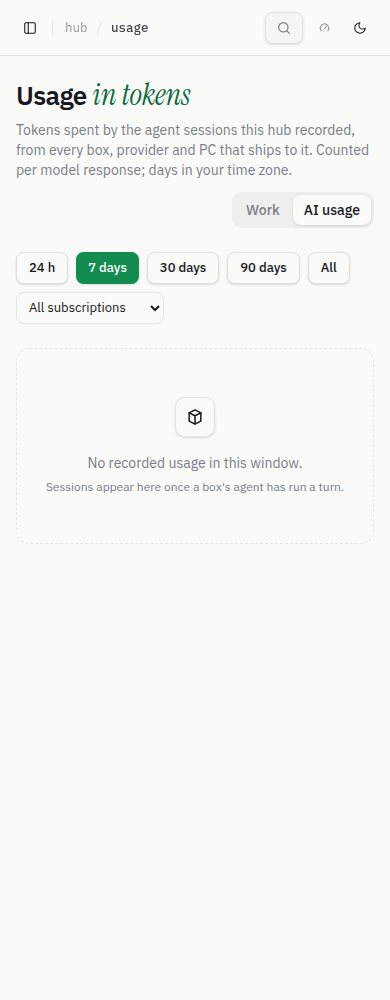 hub / usage
Usage in tokens
Tokens spent by the agent sessions this hub recorded,
from every box, provider and PC that ships to it. Counted
per model response; days in your time zone.
Work AI usage
24 h 7 days 30 days 90 days All
All subscriptions
No recorded usage in this window.
Sessions appear here once a box's agent has run a turn.